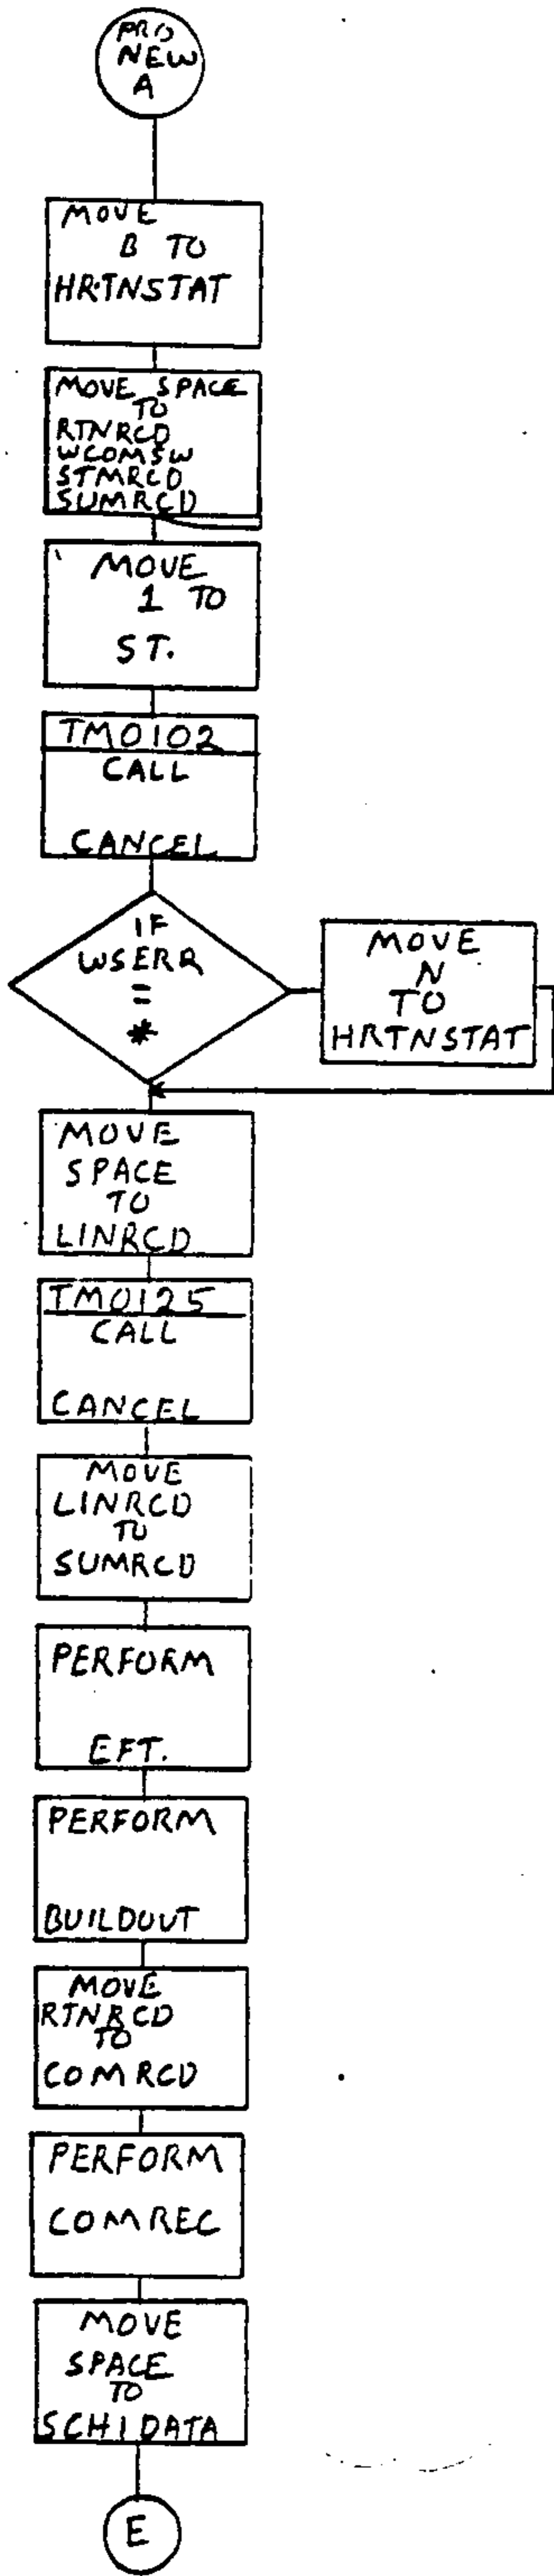 PRO
NEW
A
MOVE
B TO
HRTNSTAT
MOVE SPACE
TO
RTNRCD
WCOMSW
STMRCD
SUMRCD
MOVE
1 TO
ST.
TM0102
CALL
CANCEL
IF
WSERR
=
*
MOVE
N
TO
HRTNSTAT
MOVE
SPACE
TO
LINRCD
TM0125
CALL
CANCEL
MOVE
LINRCD
TO
SUMRCD
PERFORM
EFT.
PERFORM
BUILDOUT
MOVE
RTNRCD
TO
COMRCD
PERFORM
COMREC
MOVE
SPACE
TO
SCHIDATA
E